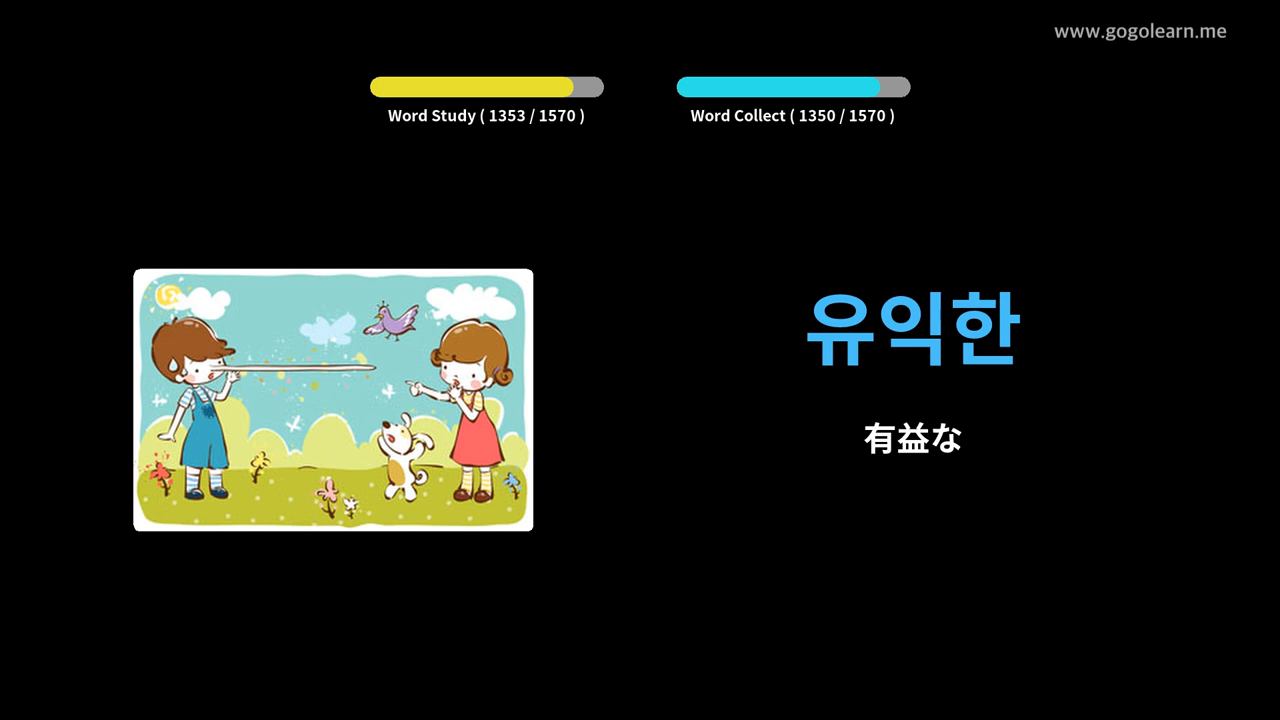 www.gogolearn.me
Word Study ( 1353 / 1570 )
Word Collect ( 1350 / 1570 )
유익한
有益な